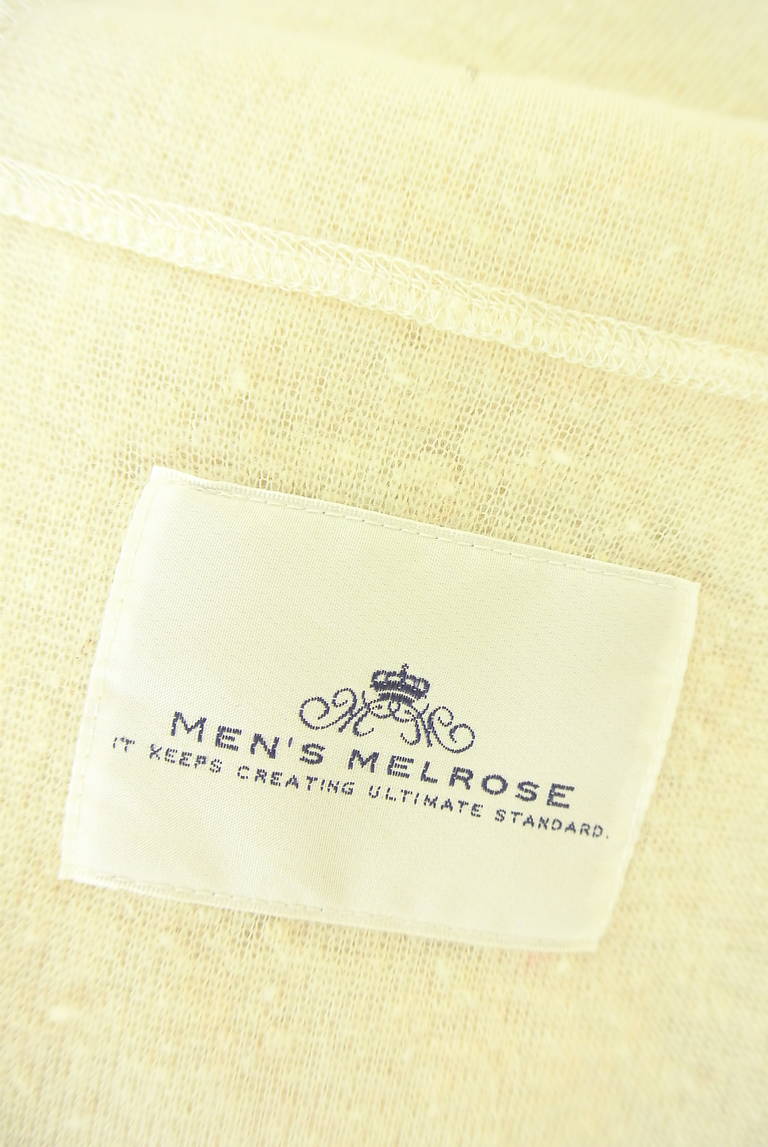 MEN'S MELROSE
IT KEEPS CREATING ULTIMATE STANDARD.